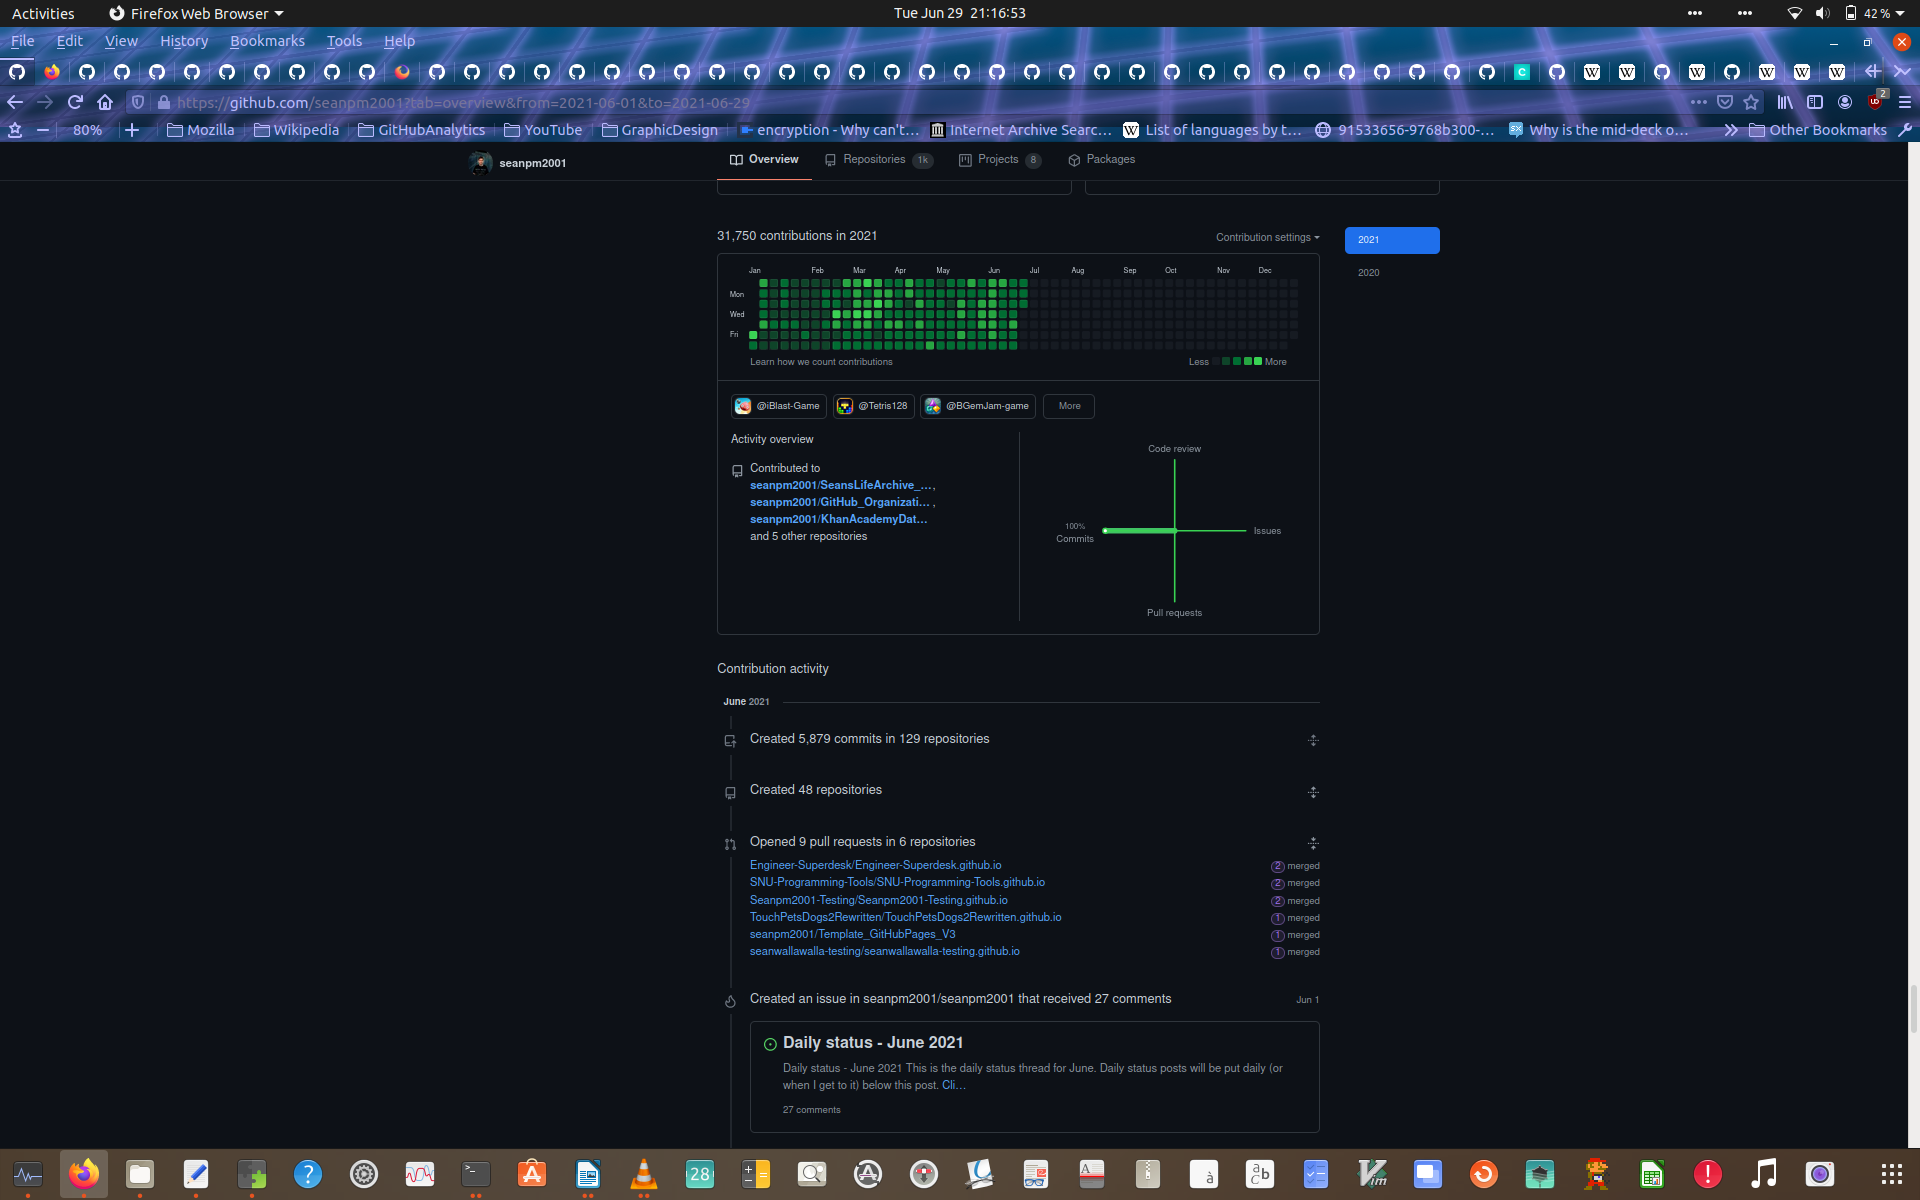 Activities
Firefox Web Browser
Tue Jun 29 21:16:53
42 %
File Edit View History Bookmarks Tools Help
https://github.com/seanpm2001?tab=overview&from=2021-06-01&to=2021-06-29
2
80%
Mozilla
Wikipedia
GitHubAnalytics
YouTube
GraphicDesign
encryption - Why can't…
Internet Archive Searc…
List of languages by t…
91533656-9768b300-…
Why is the mid-deck o…
Other Bookmarks
seanpm2001
Overview
Repositories 1k
Projects 8
Packages
31,750 contributions in 2021
Contribution settings
2021
2020
Jan Feb Mar Apr May Jun Jul Aug Sep Oct Nov Dec
Mon
Wed
Fri
Learn how we count contributions
Less
More
@iBlast-Game
@Tetris128
@BGemJam-game
More
Activity overview
Contributed to
seanpm2001/SeansLifeArchive_… ,
seanpm2001/GitHub_Organizati… ,
seanpm2001/KhanAcademyDat…
and 5 other repositories
Code review
100%
Commits
Issues
Pull requests
Contribution activity
June 2021
Created 5,879 commits in 129 repositories
Created 48 repositories
Opened 9 pull requests in 6 repositories
Engineer-Superdesk/Engineer-Superdesk.github.io 2 merged
SNU-Programming-Tools/SNU-Programming-Tools.github.io 2 merged
Seanpm2001-Testing/Seanpm2001-Testing.github.io 2 merged
TouchPetsDogs2Rewritten/TouchPetsDogs2Rewritten.github.io 1 merged
seanpm2001/Template_GitHubPages_V3 1 merged
seanwallawalla-testing/seanwallawalla-testing.github.io 1 merged
Created an issue in seanpm2001/seanpm2001 that received 27 comments Jun 1
Daily status - June 2021
Daily status - June 2021 This is the daily status thread for June. Daily status posts will be put daily (or
when I get to it) below this post. Cli…
27 comments
28